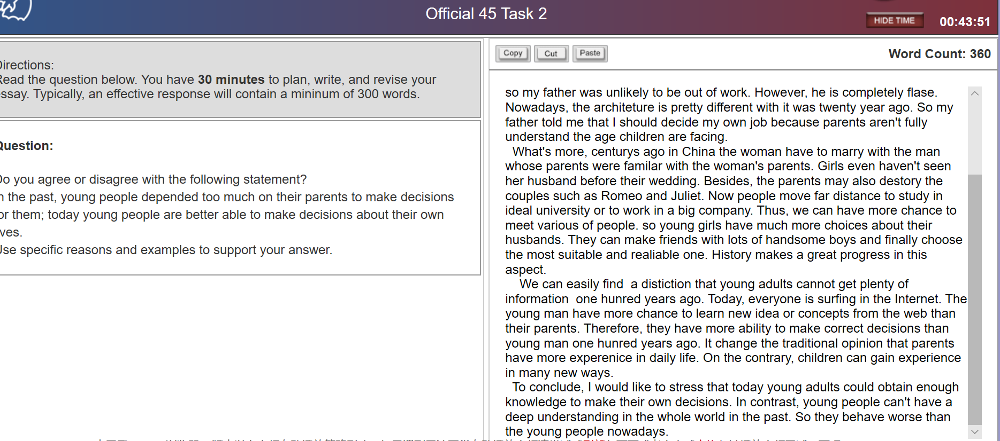 Official 45 Task 2
HIDE TIME
00:43:51
Directions:
Read the question below. You have 30 minutes to plan, write, and revise your
essay. Typically, an effective response will contain a mininum of 300 words.
Question:
Do you agree or disagree with the following statement?
In the past, young people depended too much on their parents to make decisions
for them; today young people are better able to make decisions about their own
lives.
Use specific reasons and examples to support your answer.
Copy
Cut
Paste
Word Count: 360
so my father was unlikely to be out of work. However, he is completely flase.
Nowadays, the architeture is pretty different with it was twenty year ago. So my
father told me that I should decide my own job because parents aren't fully
understand the age children are facing.
What's more, centurys ago in China the woman have to marry with the man
whose parents were familar with the woman's parents. Girls even haven't seen
her husband before their wedding. Besides, the parents may also destory the
couples such as Romeo and Juliet. Now people move far distance to study in
ideal university or to work in a big company. Thus, we can have more chance to
meet various of people. so young girls have much more choices about their
husbands. They can make friends with lots of handsome boys and finally choose
the most suitable and realiable one. History makes a great progress in this
aspect.
We can easily find a distiction that young adults cannot get plenty of
information one hunred years ago. Today, everyone is surfing in the Internet. The
young man have more chance to learn new idea or concepts from the web than
their parents. Therefore, they have more ability to make correct decisions than
young man one hunred years ago. It change the traditional opinion that parents
have more experenice in daily life. On the contrary, children can gain experience
in many new ways.
To conclude, I would like to stress that today young adults could obtain enough
knowledge to make their own decisions. In contrast, young people can't have a
deep understanding in the whole world in the past. So they behave worse than
the young people nowadays.